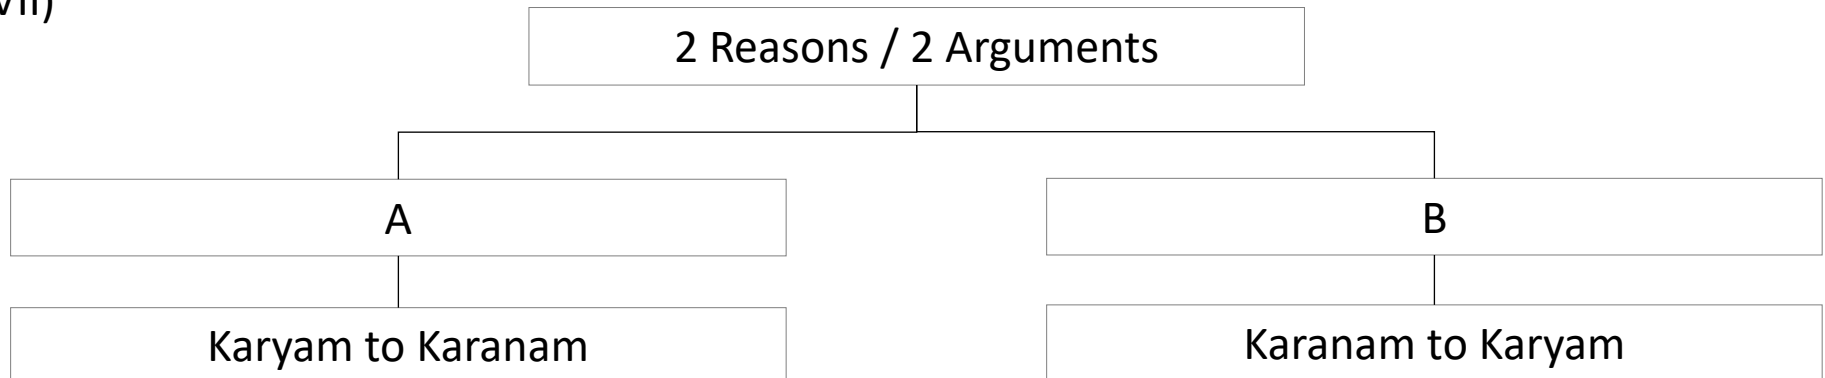 VII)
2 Reasons / 2 Arguments
A
B
Karyam to Karanam
Karanam to Karyam